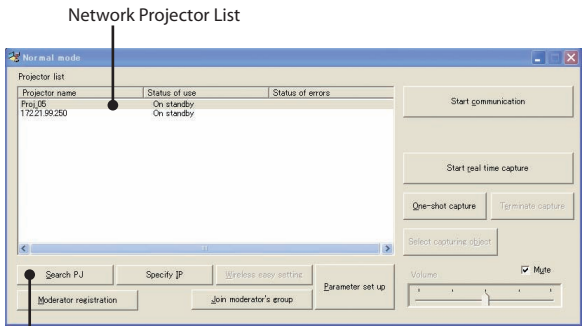 Network Projector List
Normal mode
Projector list
Projector name Status of use Status of errors
Proj_05 On standby
172.21.99.250 On standby
Start communication
Start real time capture
One-shot capture Terminate capture
Select capturing object
Search PJ Specify IP Wireless easy setting
Parameter set up
Volume Mute
Moderator registration Join moderator's group